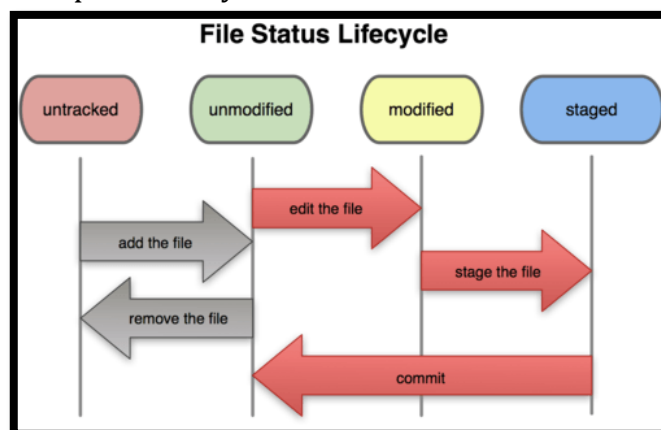 File Status Lifecycle
untracked
unmodified
modified
staged
edit the file
add the file
stage the file
remove the file
commit